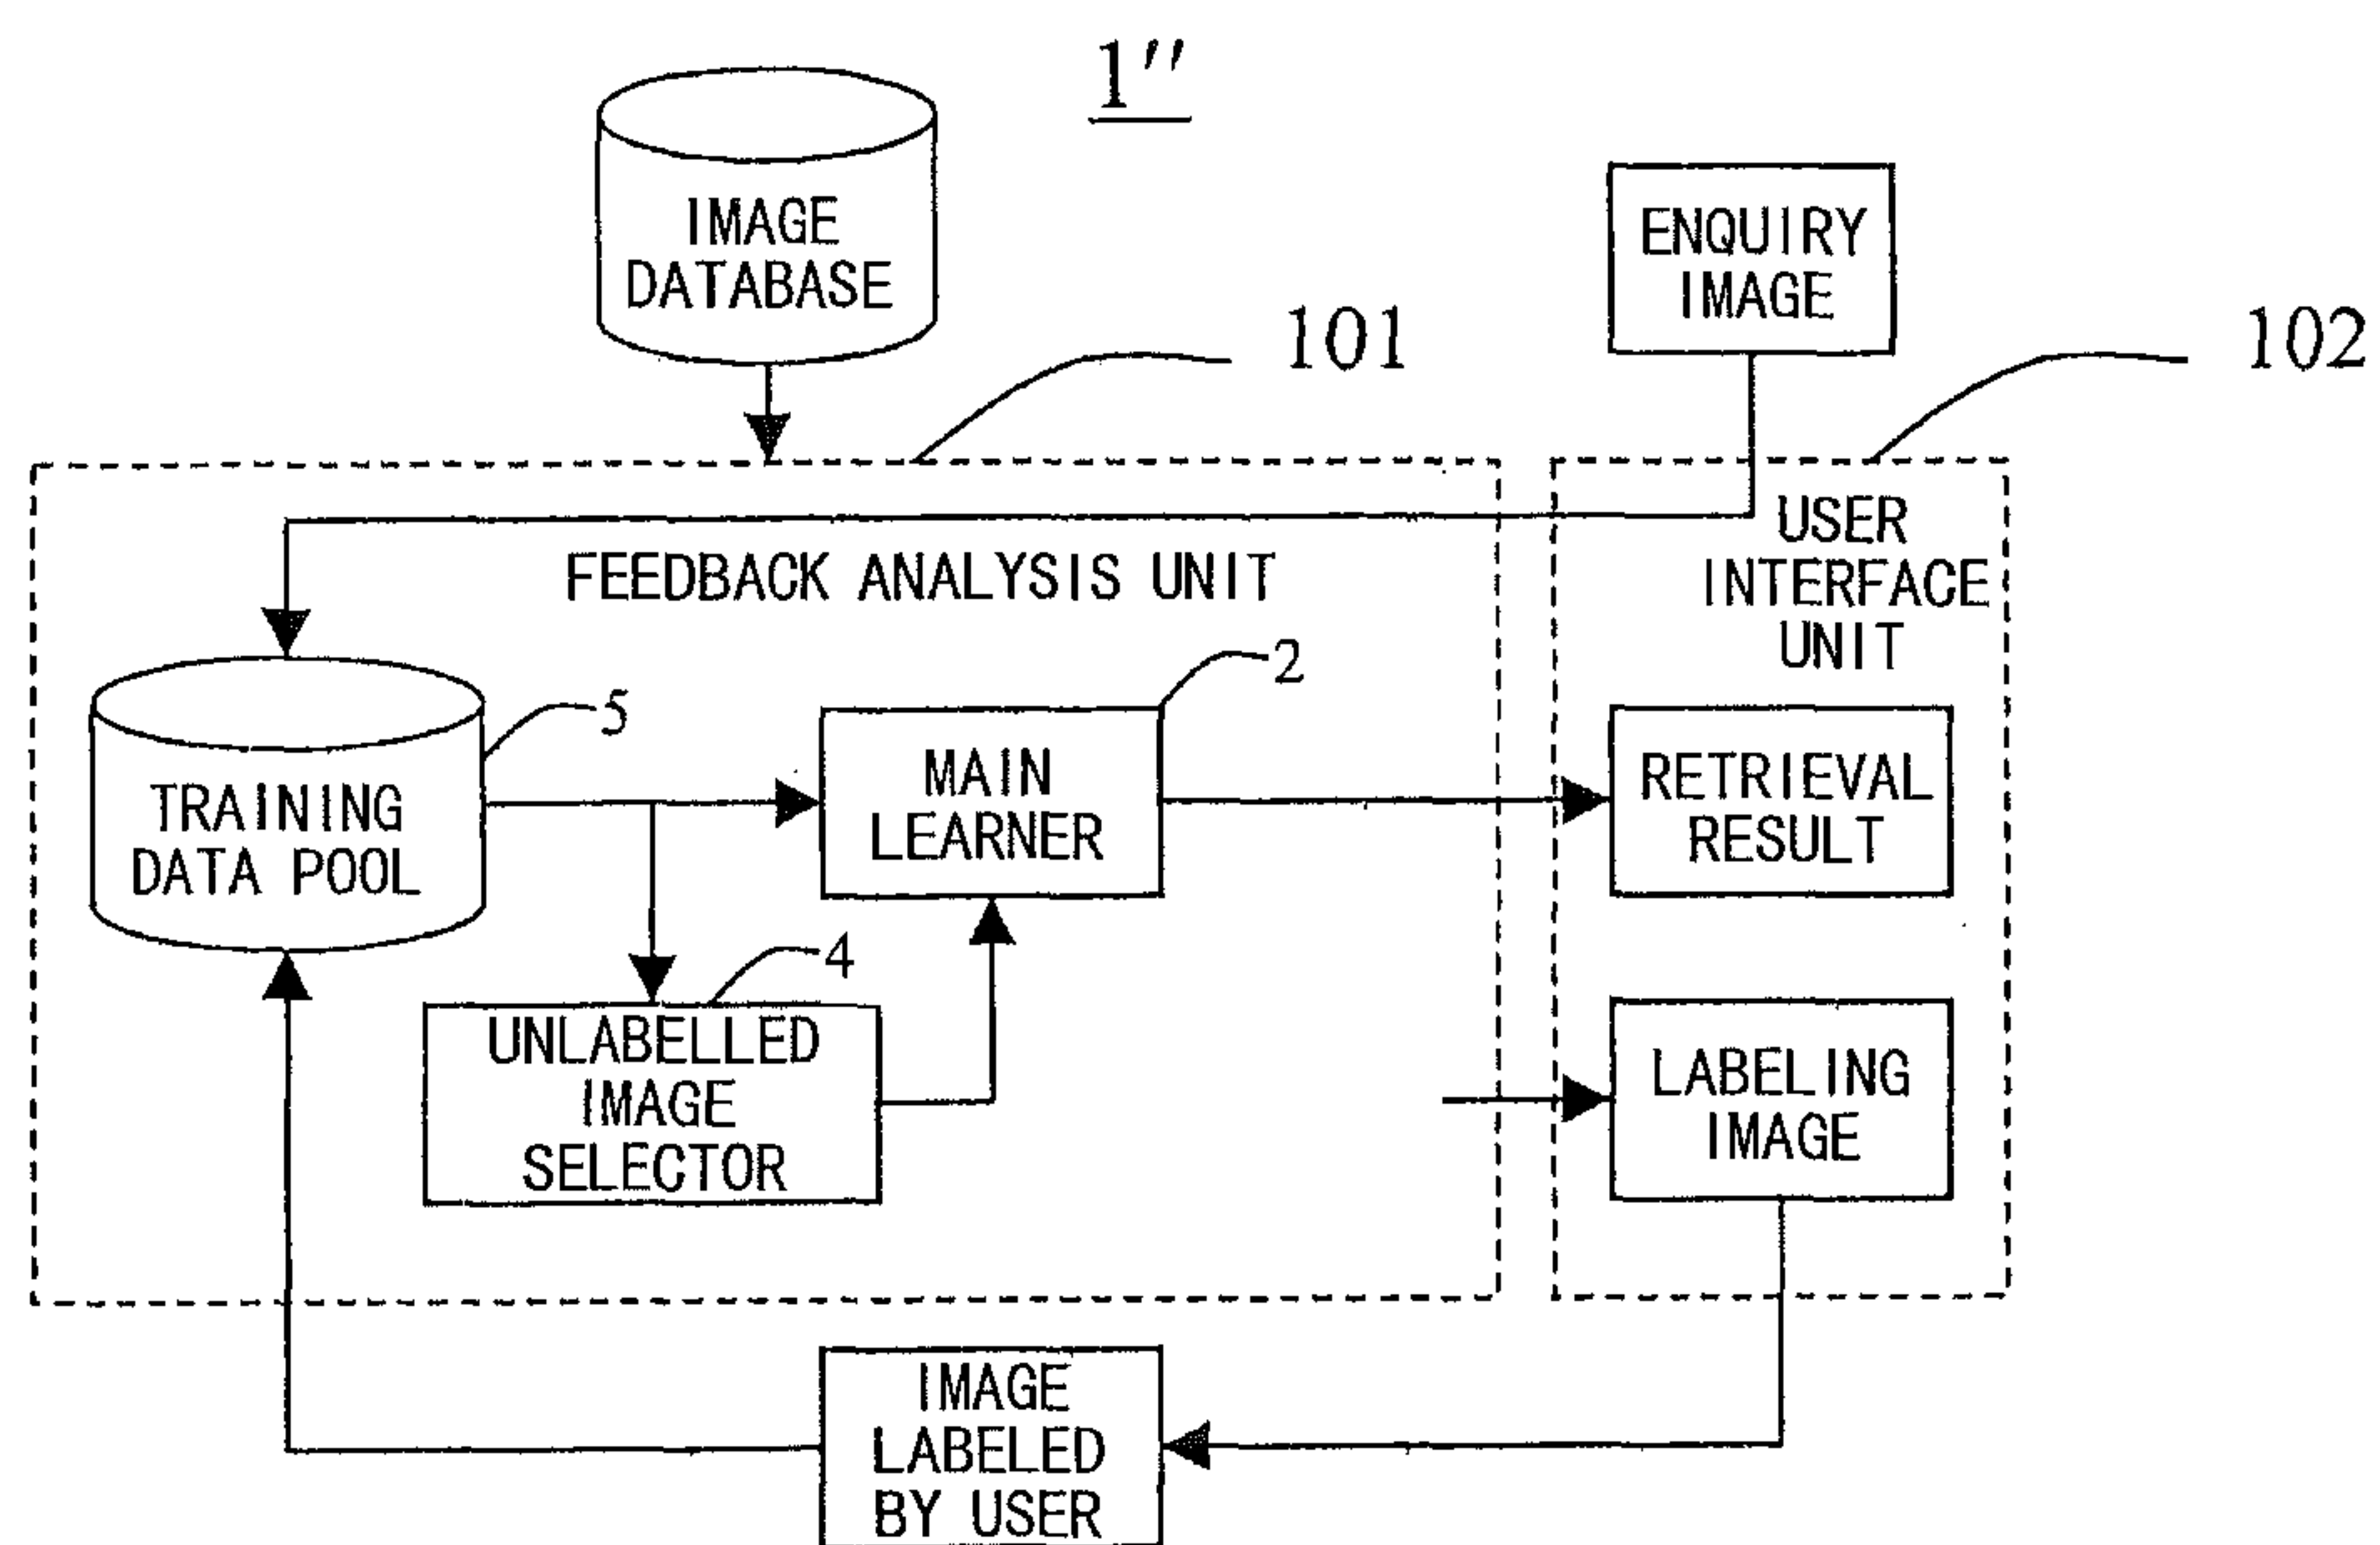 1''
IMAGE
DATABASE
ENQUIRY
IMAGE
101
102
FEEDBACK ANALYSIS UNIT
USER
INTERFACE
UNIT
5
2
TRAINING
DATA POOL
MAIN
LEARNER
RETRIEVAL
RESULT
4
UNLABELLED
IMAGE
SELECTOR
LABELING
IMAGE
IMAGE
LABELED
BY USER